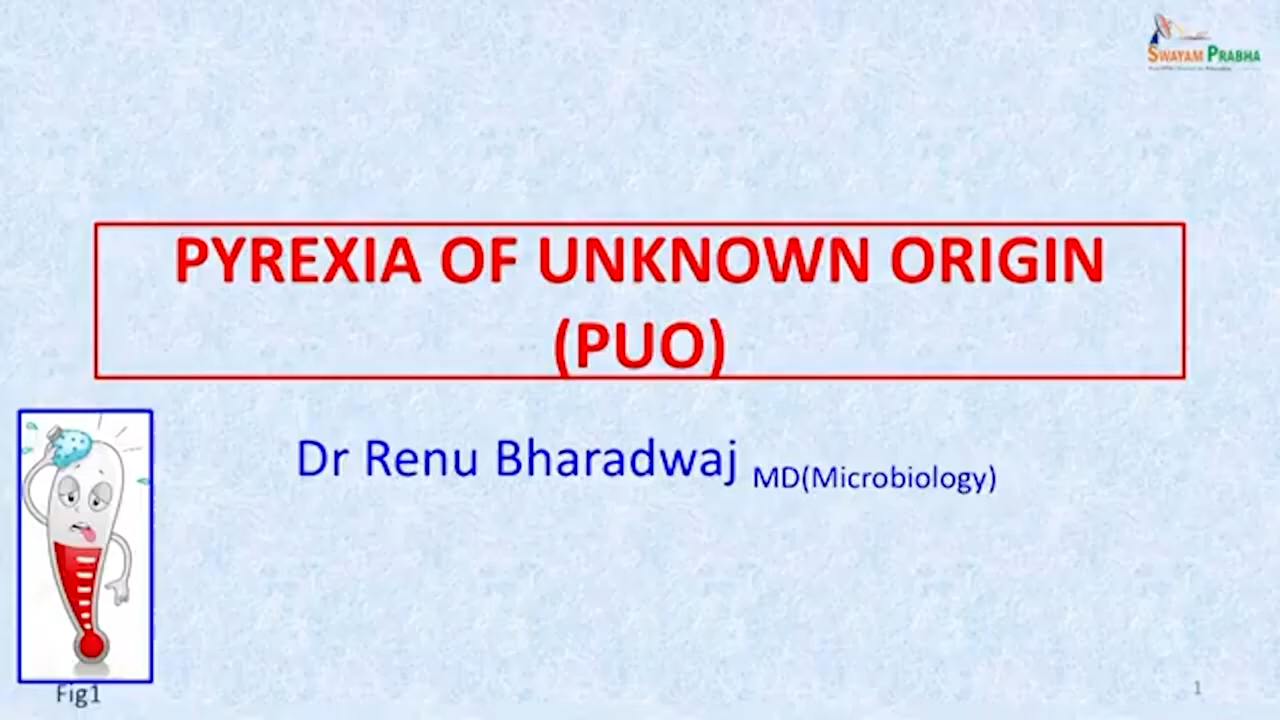 SWAYAM PRABHA
PYREXIA OF UNKNOWN ORIGIN
(PUO)
Dr Renu Bharadwaj MD(Microbiology)
Fig1
1